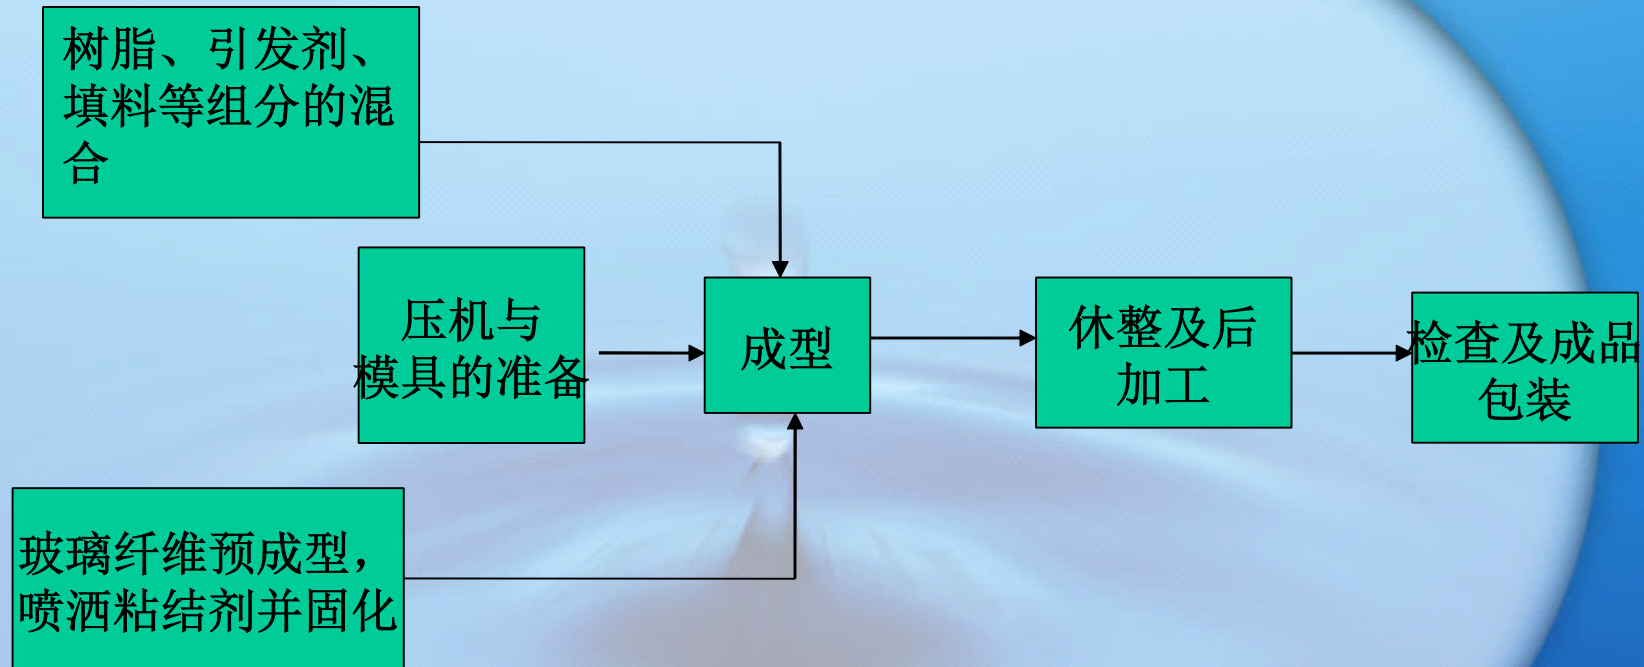 树脂、引发剂、
填料等组分的混
合
压机与
模具的准备
成型
休整及后
加工
检查及成品
包装
玻璃纤维预成型，
喷洒粘结剂并固化